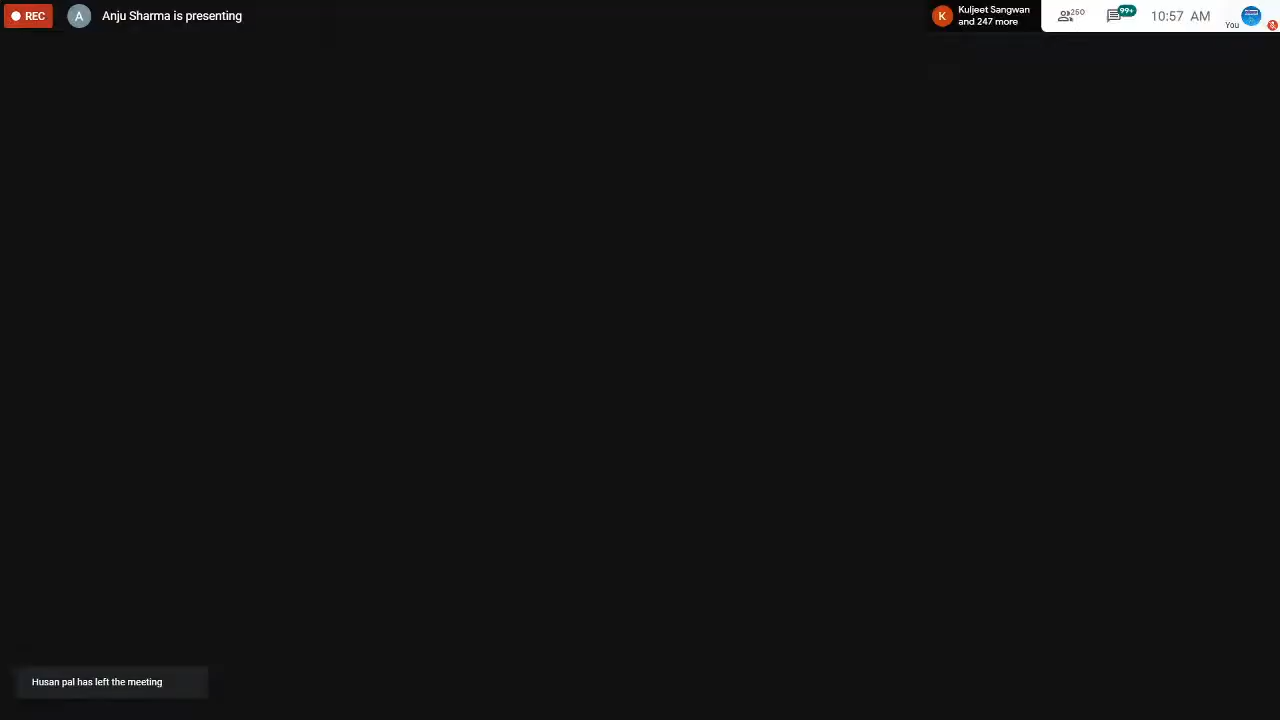 REC
A
Anju Sharma is presenting
K
Kuljeet Sangwan
and 247 more
250
99+
10:57 AM
You
Husan pal has left the meeting